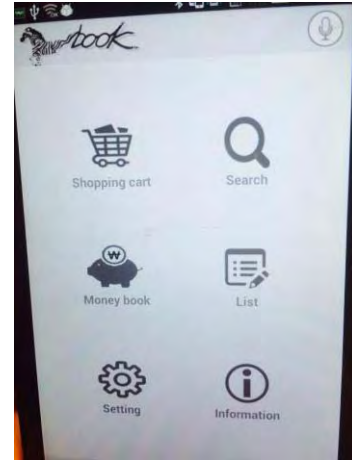 book
Shopping cart
Search
₩
Money book
List
Setting
Information